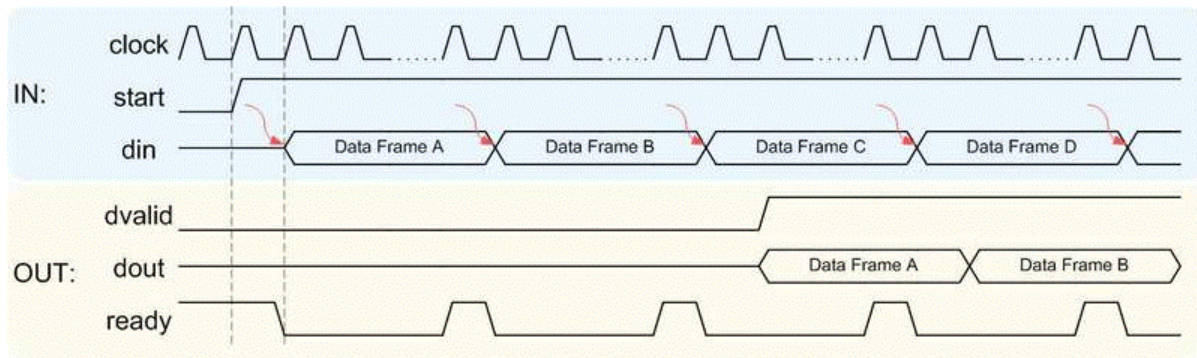 IN:
clock
start
din
Data Frame A
Data Frame B
Data Frame C
Data Frame D
OUT:
dvalid
dout
Data Frame A
Data Frame B
ready